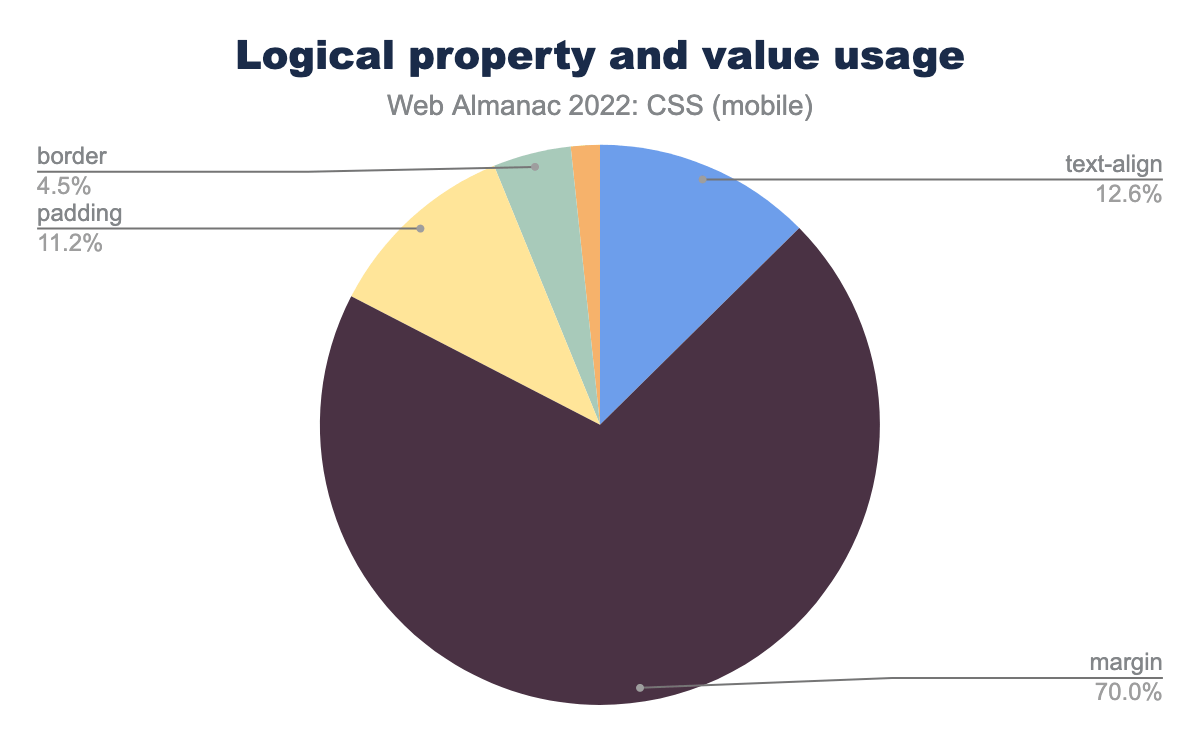 Logical property and value usage
Web Almanac 2022: CSS (mobile)
border
4.5%
padding
11.2%
text-align
12.6%
margin
70.0%